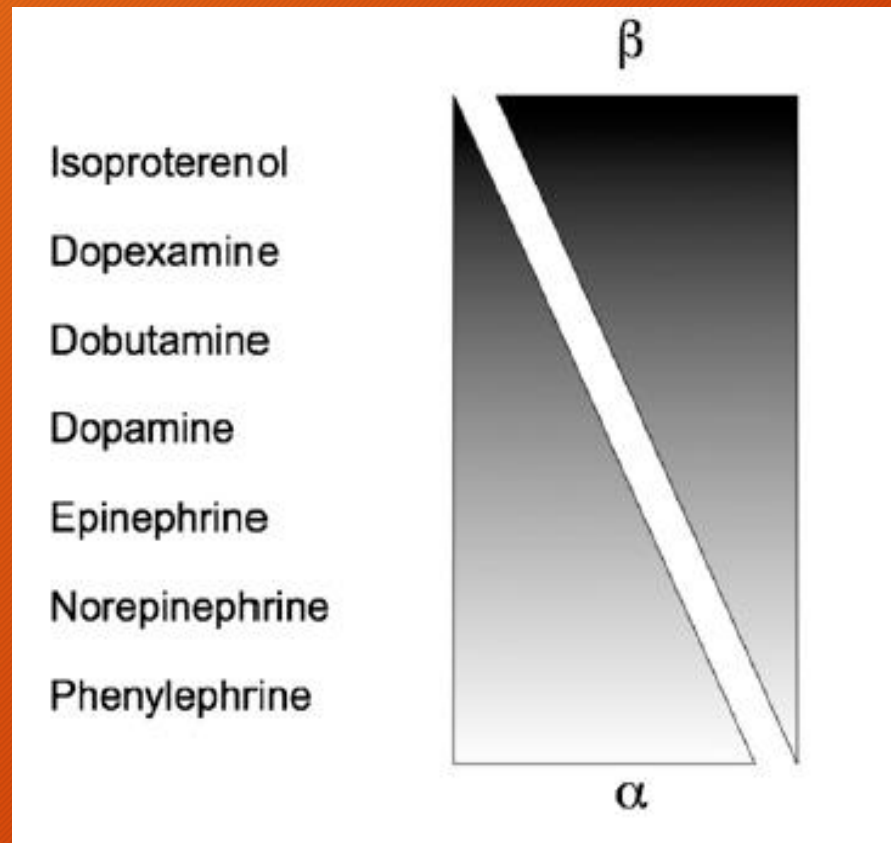 β
Isoproterenol
Dopexamine
Dobutamine
Dopamine
Epinephrine
Norepinephrine
Phenylephrine
α